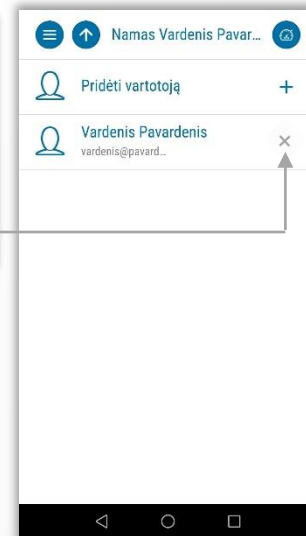 Namas Vardenis Pavar...
Pridėti vartotoją
Vardenis Pavardenis
vardenis@pavard...